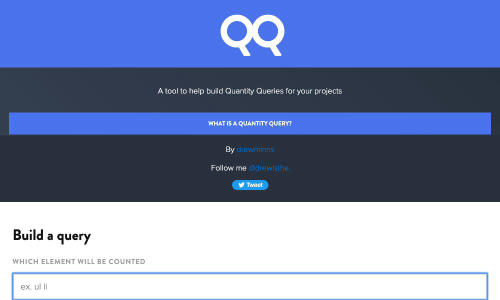 QQ
A tool to help build Quantity Queries for your projects
WHAT IS A QUANTITY QUERY?
By drewminns
Follow me @drewisthe.
Tweet
Build a query
WHICH ELEMENT WILL BE COUNTED
ex. ul li